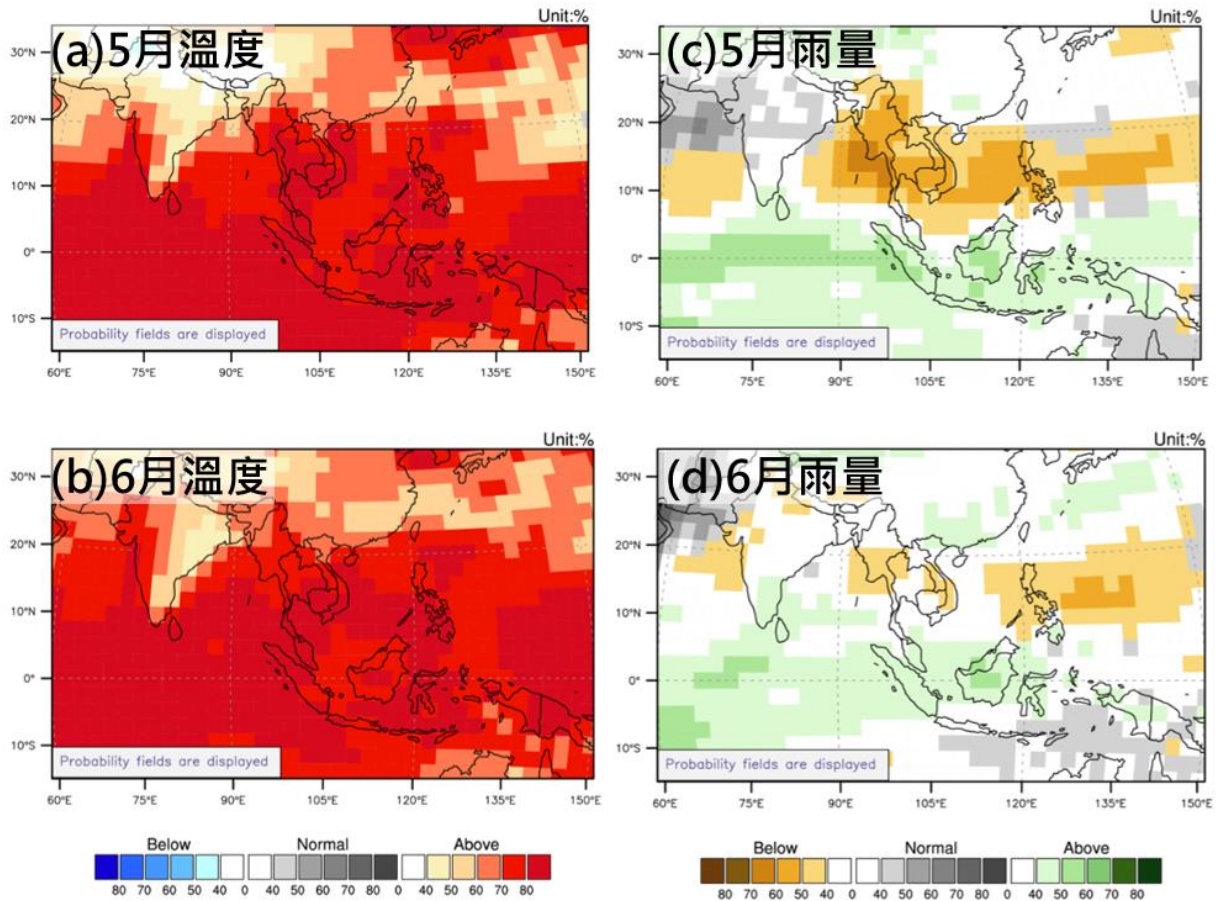 Unit:%
(a)5月溫度
30°N
20°N
10°N
0°
10°S
Probability fields are displayed
60°E 75°E 90°E 105°E 120°E 135°E 150°E
Unit:%
(c)5月雨量
30°N
20°N
10°N
0°
10°S
Probability fields are displayed
60°E 75°E 90°E 105°E 120°E 135°E 150°E
Unit:%
(b)6月溫度
30°N
20°N
10°N
0°
10°S
Probability fields are displayed
60°E 75°E 90°E 105°E 120°E 135°E 150°E
Unit:%
(d)6月雨量
30°N
20°N
10°N
0°
10°S
Probability fields are displayed
60°E 75°E 90°E 105°E 120°E 135°E 150°E
Below Normal Above
80 70 60 50 40 0 40 50 60 70 80 0 40 50 60 70 80
Below Normal Above
80 70 60 50 40 0 40 50 60 70 80 0 40 50 60 70 80